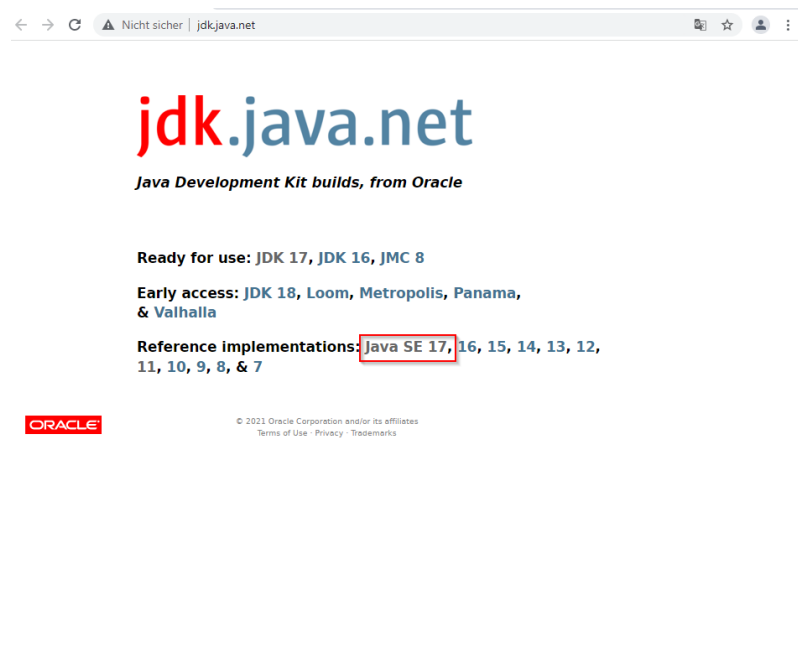 Nicht sicher | jdk.java.net
jdk.java.net
Java Development Kit builds, from Oracle
Ready for use: JDK 17, JDK 16, JMC 8
Early access: JDK 18, Loom, Metropolis, Panama,
& Valhalla
Reference implementations: Java SE 17, 16, 15, 14, 13, 12,
11, 10, 9, 8, & 7
ORACLE
© 2021 Oracle Corporation and/or its affiliates
Terms of Use · Privacy · Trademarks